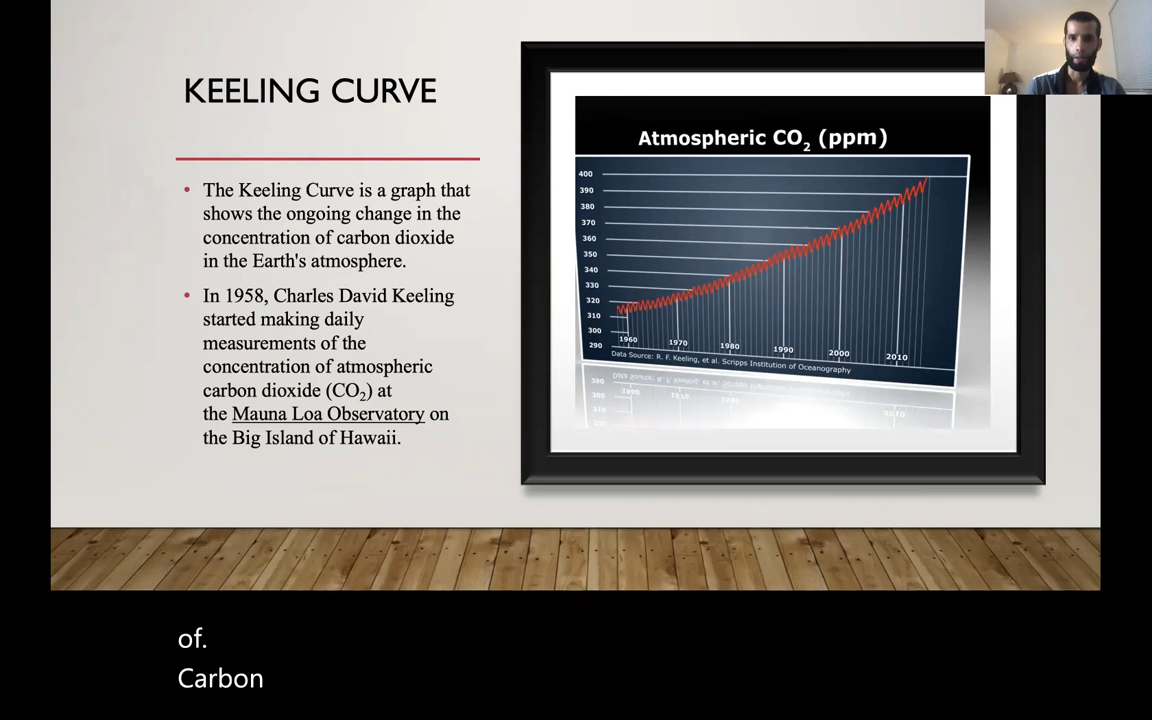 KEELING CURVE
• The Keeling Curve is a graph that
shows the ongoing change in the
concentration of carbon dioxide
in the Earth's atmosphere.
• In 1958, Charles David Keeling
started making daily
measurements of the
concentration of atmospheric
carbon dioxide (CO₂) at
the Mauna Loa Observatory on
the Big Island of Hawaii.
Atmospheric CO₂ (ppm)
400
390
380
370
360
350
340
330
320
310
300
290
1960
1970
1980
1990
2000
2010
Data Source: R. F. Keeling, et al. Scripps Institution of Oceanography
of.
Carbon